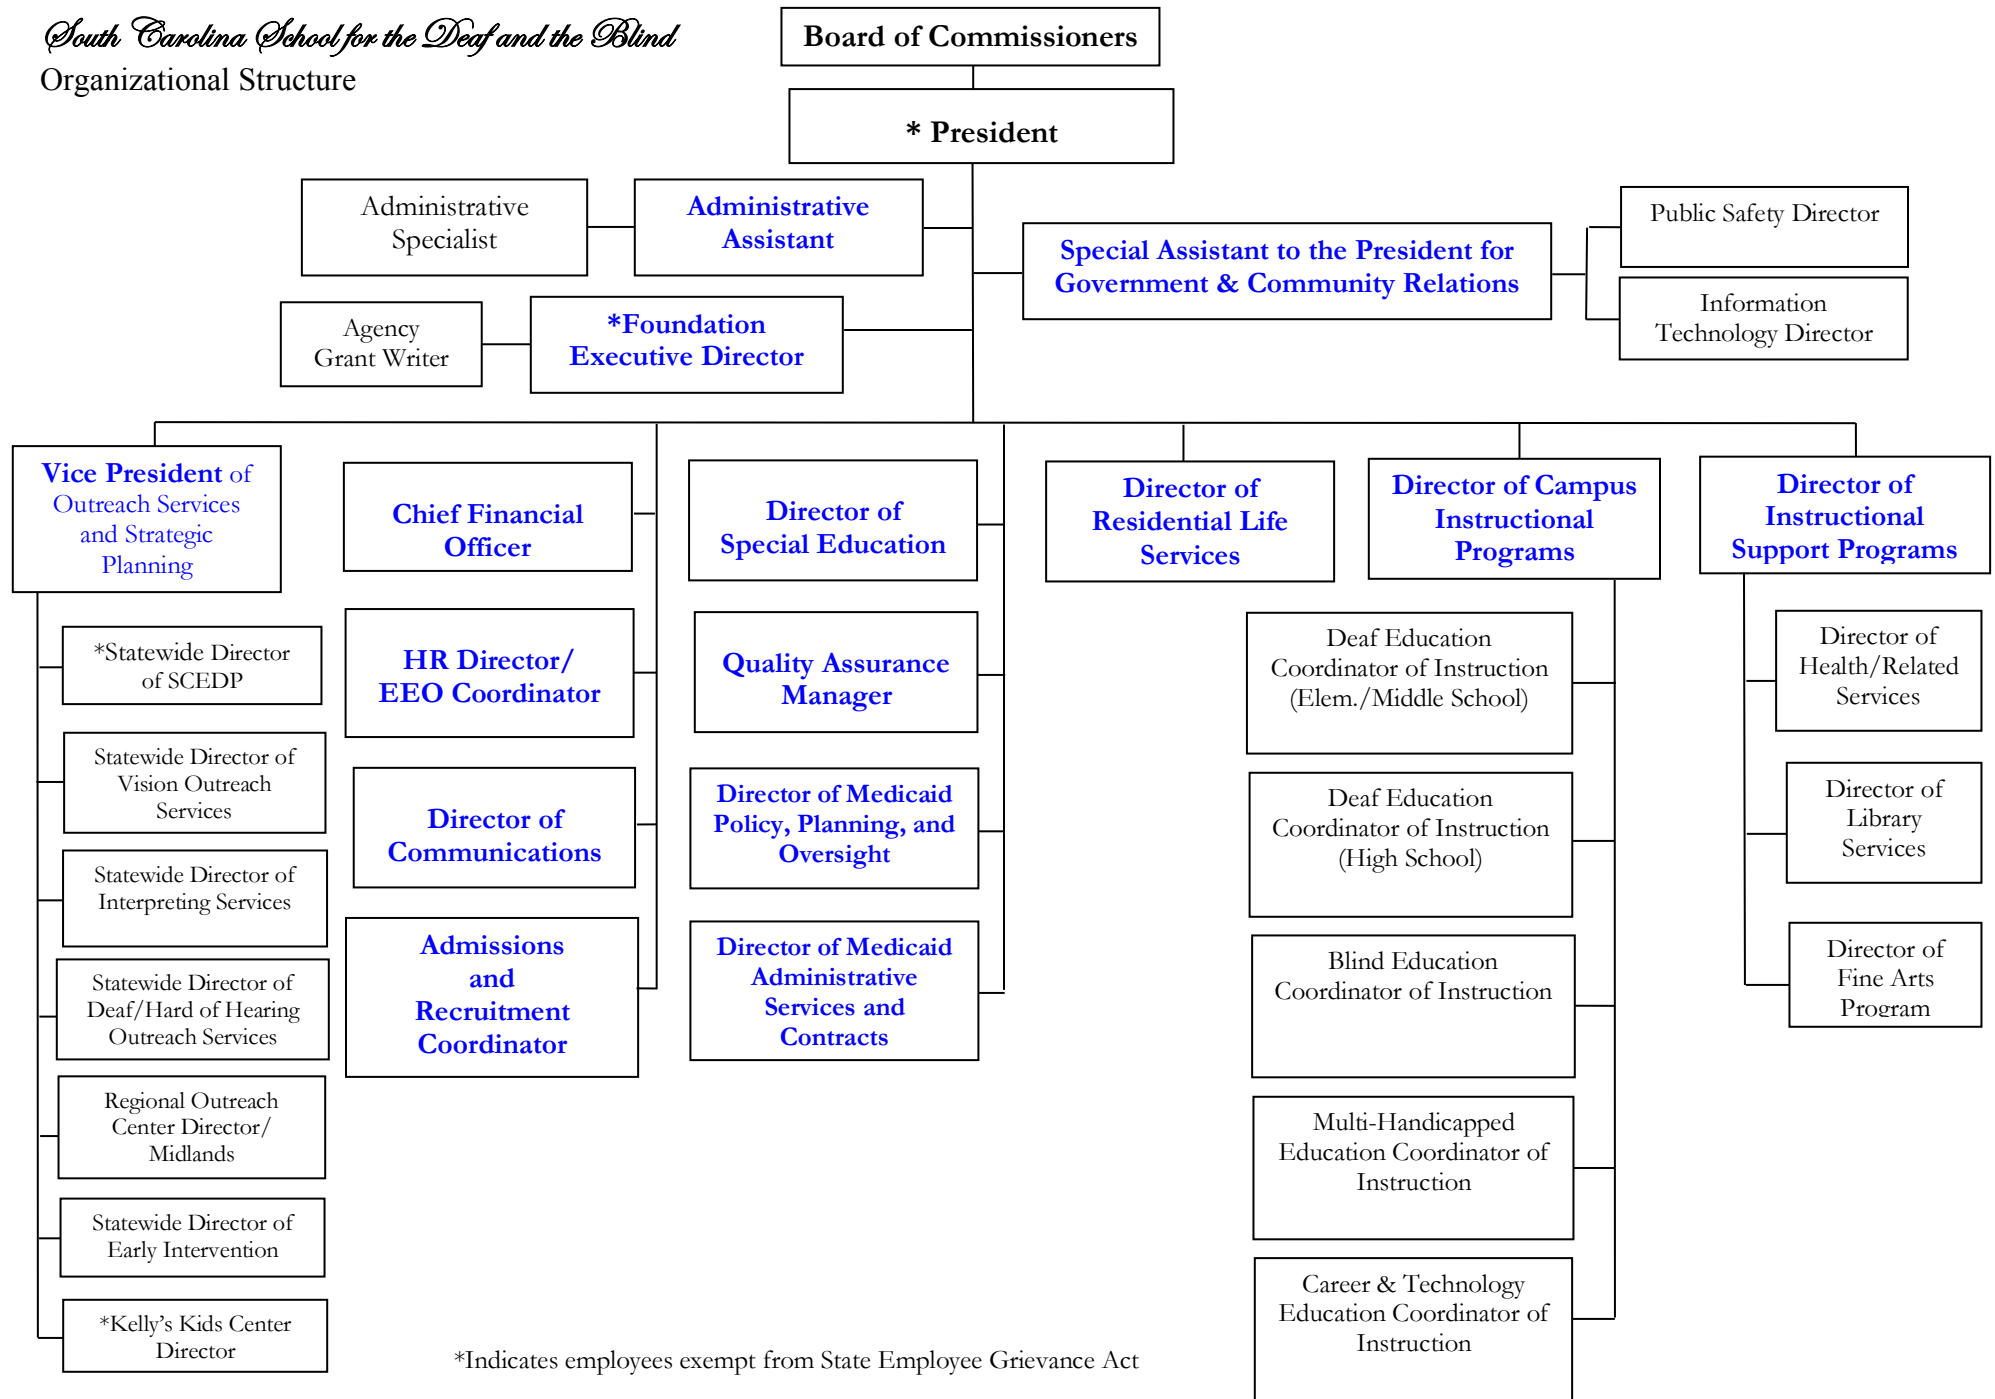 South Carolina School for the Deaf and the Blind
Organizational Structure
Board of Commissioners
* President
Administrative
Specialist
Administrative
Assistant
Special Assistant to the President for
Government & Community Relations
Public Safety Director
Information
Technology Director
Agency
Grant Writer
*Foundation
Executive Director
Vice President of
Outreach Services
and Strategic
Planning
*Statewide Director
of SCEDP
Statewide Director of
Vision Outreach
Services
Statewide Director of
Interpreting Services
Statewide Director of
Deaf/Hard of Hearing
Outreach Services
Regional Outreach
Center Director/
Midlands
Statewide Director of
Early Intervention
*Kelly's Kids Center
Director
Chief Financial
Officer
HR Director/
EEO Coordinator
Director of
Communications
Admissions
and
Recruitment
Coordinator
Director of
Special Education
Quality Assurance
Manager
Director of Medicaid
Policy, Planning, and
Oversight
Director of Medicaid
Administrative
Services and
Contracts
Director of
Residential Life
Services
Director of Campus
Instructional
Programs
Deaf Education
Coordinator of Instruction
(Elem./Middle School)
Deaf Education
Coordinator of Instruction
(High School)
Blind Education
Coordinator of Instruction
Multi-Handicapped
Education Coordinator of
Instruction
Career & Technology
Education Coordinator of
Instruction
Director of
Instructional
Support Programs
Director of
Health/Related
Services
Director of
Library
Services
Director of
Fine Arts
Program
*Indicates employees exempt from State Employee Grievance Act